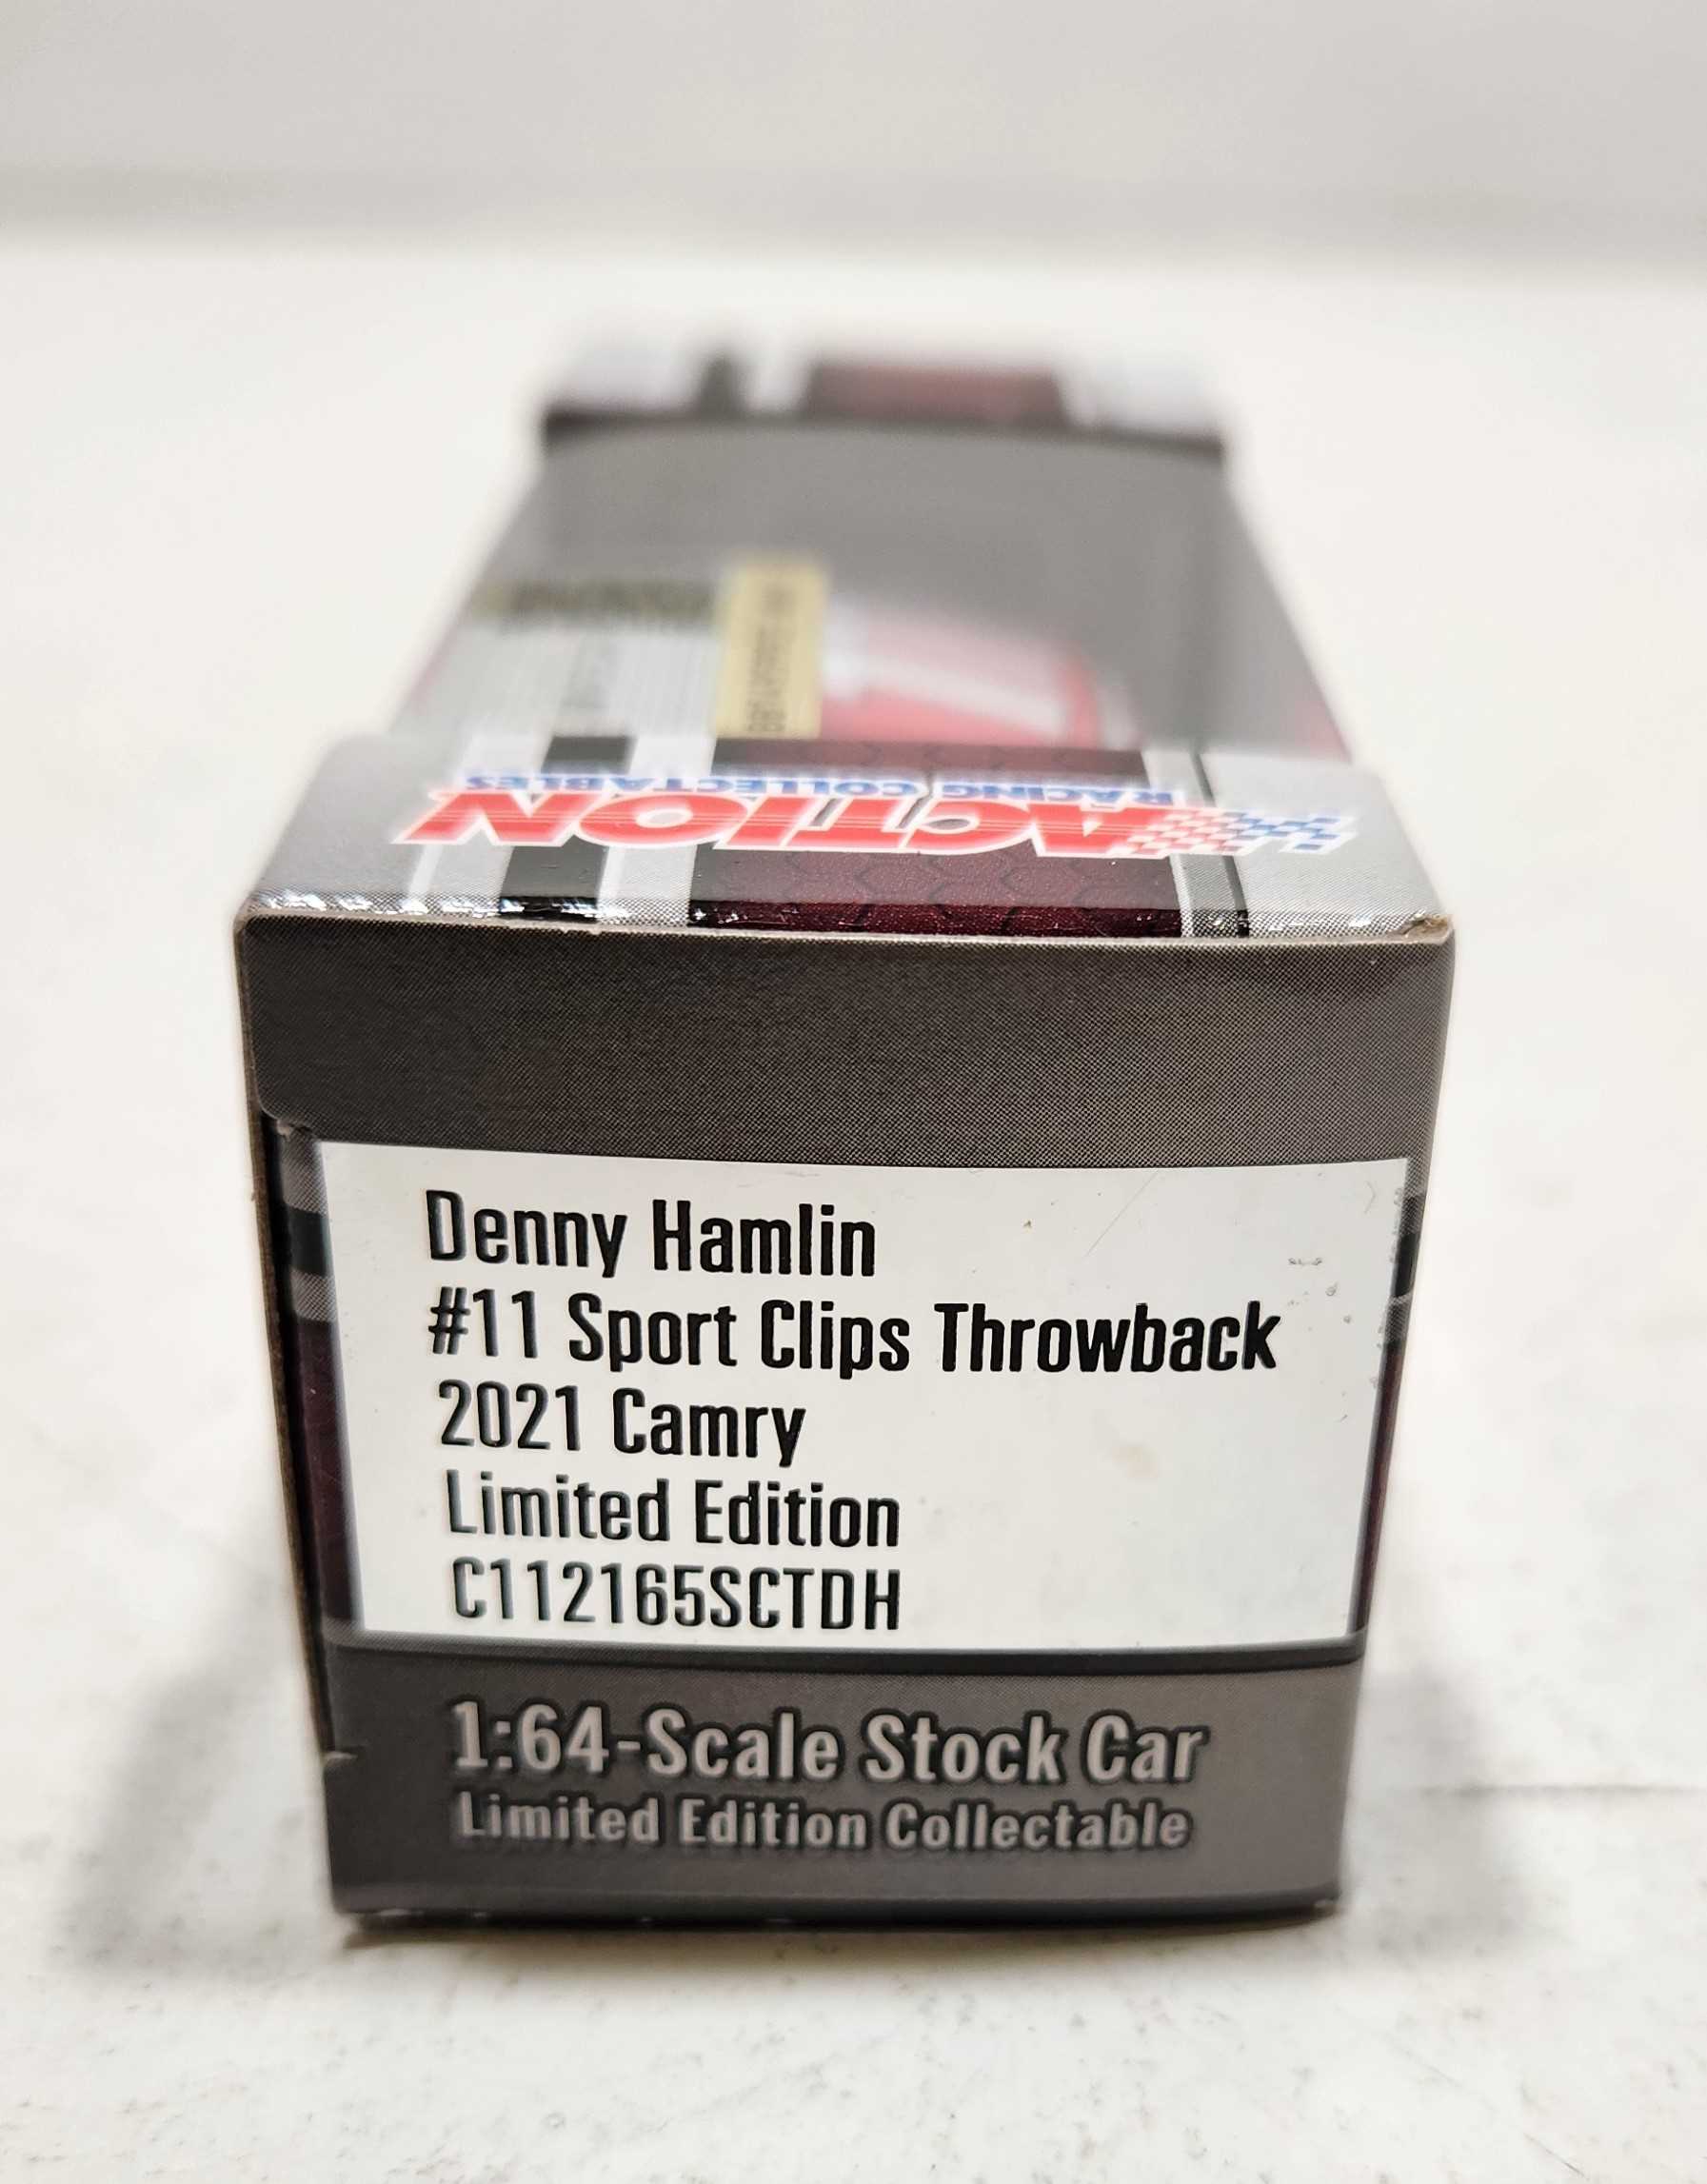 ACTION
RACING COLLECTABLES
Denny Hamlin
#11 Sport Clips Throwback
2021 Camry
Limited Edition
C112165SCTDH
1:64-Scale Stock Car
Limited Edition Collectable